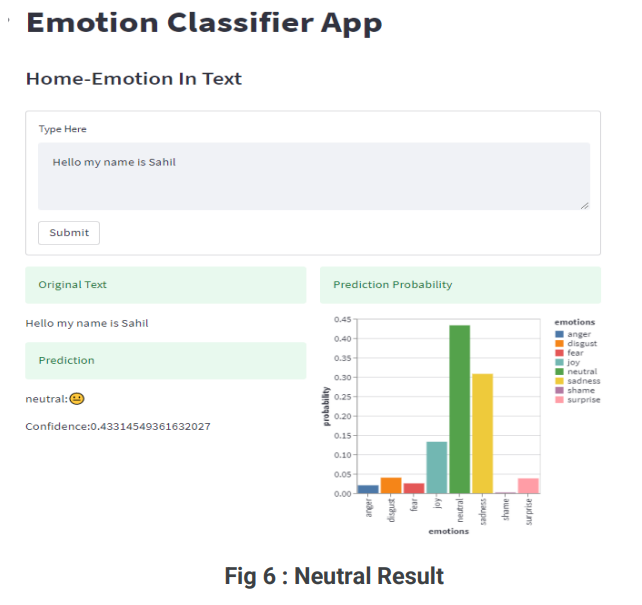 Emotion Classifier App
Home-Emotion In Text
Type Here
Hello my name is Sahil
Submit
Original Text
Hello my name is Sahil
Prediction
neutral:😐
Confidence:0.43314549361632027
Prediction Probability
0.45
0.40
0.35
0.30
0.25
0.20
0.15
0.10
0.05
0.00
probability
anger
disgust
fear
joy
neutral
sadness
shame
surprise
emotions
emotions
anger
disgust
fear
joy
neutral
sadness
shame
surprise
Fig 6 : Neutral Result